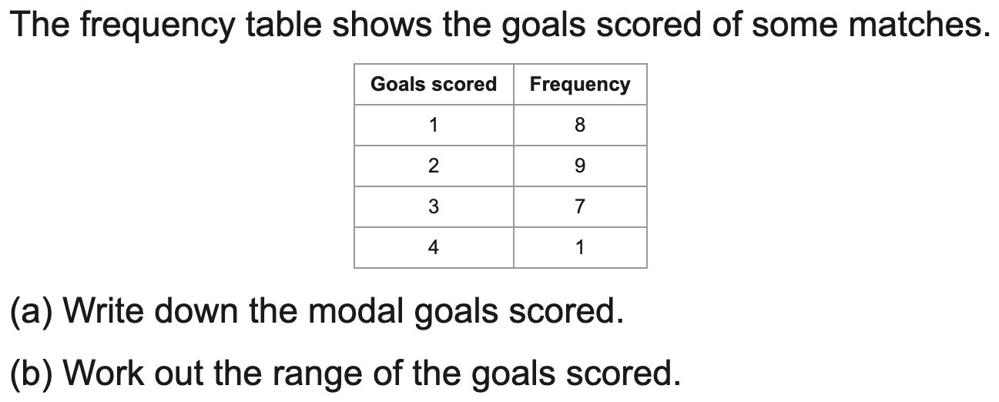 The frequency table shows the goals scored of some matches.
Goals scored Frequency
1 8
2 9
3 7
4 1
(a) Write down the modal goals scored.
(b) Work out the range of the goals scored.